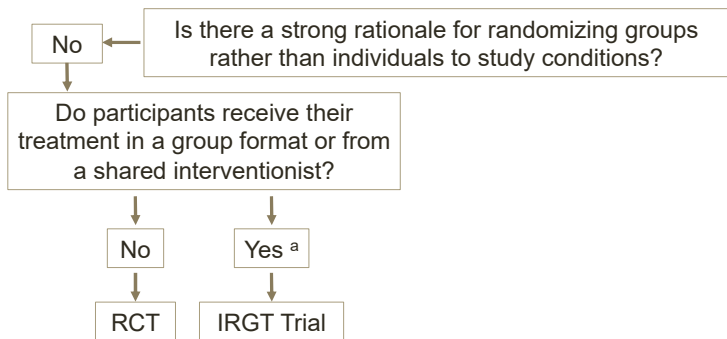 Is there a strong rationale for randomizing groups
rather than individuals to study conditions?
No
Do participants receive their
treatment in a group format or from
a shared interventionist?
No
Yes ª
RCT
IRGT Trial